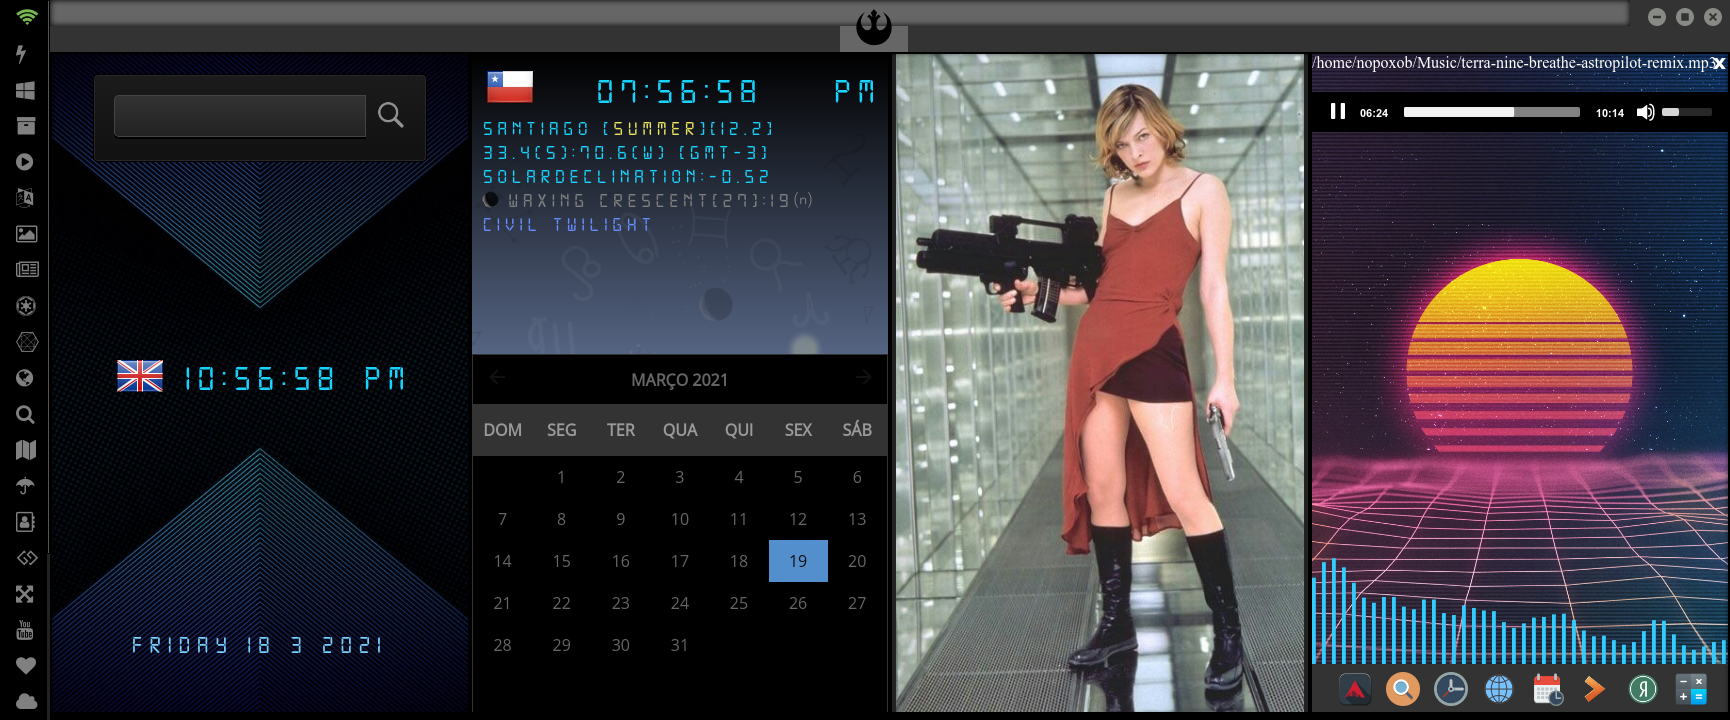 10:56:58 PM
FRIDAY 18 3 2021
07:56:58 PM
SANTIAGO [SUMMER][12.2]
33.4(S):70.6(W) [GMT-3]
SOLARDECLINATION:-0.52
WAXING CRESCENT[27]:19(n)
CIVIL TWILIGHT
MARÇO 2021
DOM SEG TER QUA QUI SEX SÁB
1 2 3 4 5 6
7 8 9 10 11 12 13
14 15 16 17 18 19 20
21 22 23 24 25 26 27
28 29 30 31
/home/nopoxob/Music/terra-nine-breathe-astropilot-remix.mp3
06:24 10:14
You
Tube
Я